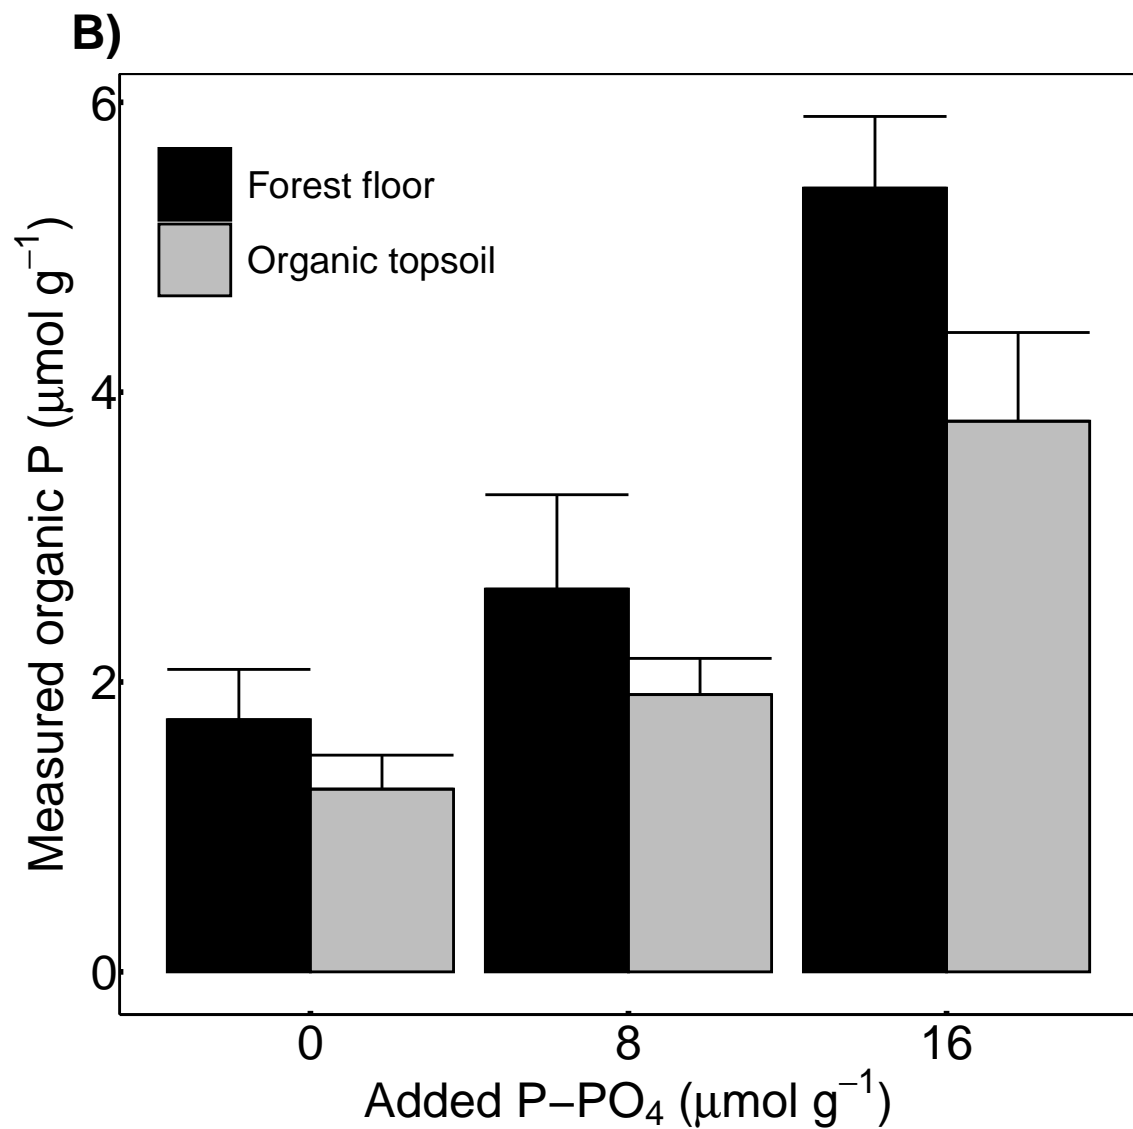 B)
Measured organic P (μmol g⁻¹)
6
4
2
0
Forest floor
Organic topsoil
0 8 16
Added P−PO₄ (μmol g⁻¹)